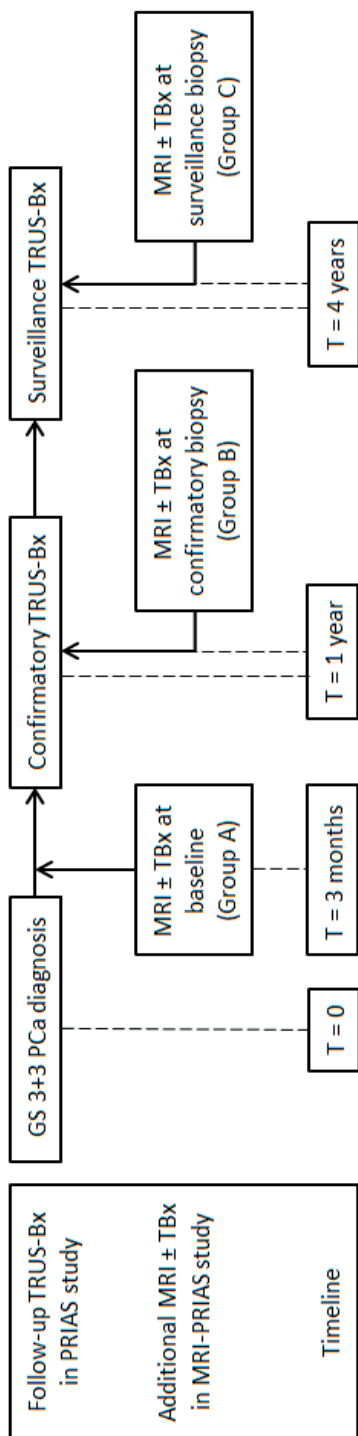 Follow-up TRUS-Bx
in PRIAS study
GS 3+3 PCa diagnosis
Confirmatory TRUS-Bx
Surveillance TRUS-Bx
Additional MRI ± TBx
in MRI-PRIAS study
MRI ± TBx at
baseline
(Group A)
MRI ± TBx at
confirmatory biopsy
(Group B)
MRI ± TBx at
surveillance biopsy
(Group C)
Timeline
T = 0
T = 3 months
T = 1 year
T = 4 years